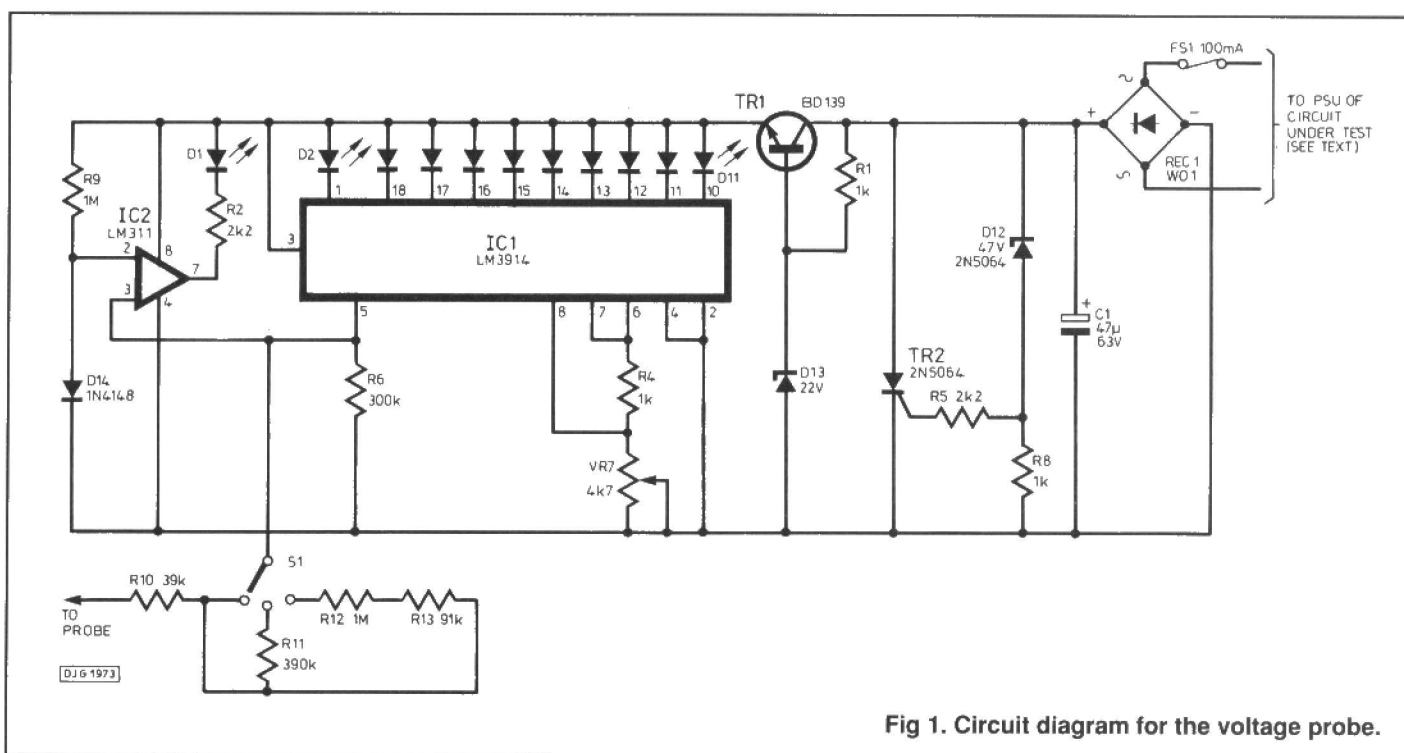 FS1 100mA
TO PSU OF
CIRCUIT
UNDER TEST
(SEE TEXT)
REC 1
W01
+
-
TR1
BD139
R1
1k
D1
D2
D11
R9
1M
IC2
LM311
R2
2k2
2
3
8
4
7
1
18
17
16
15
14
13
12
11
10
3
IC1
LM3914
5
8
7
6
4
2
D12
47V
2N5064
+
C1
47µ
63V
TR2
2N5064
R5 2k2
D13
22V
R8
1k
D14
1N4148
R6
300k
R4
1k
VR7
4k7
S1
R10 39k
TO
PROBE
R12 1M
R13 91k
R11
390k
DJG 1973
Fig 1. Circuit diagram for the voltage probe.